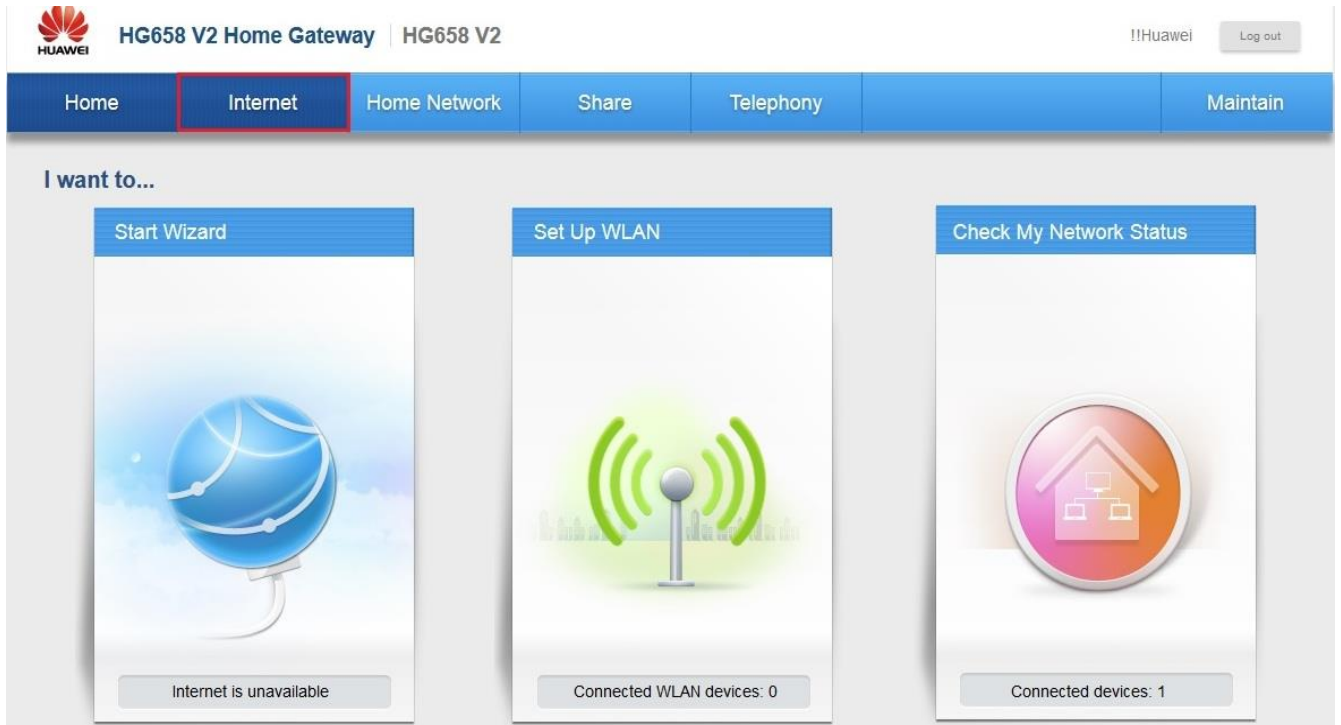 HUAWEI HG658 V2 Home Gateway HG658 V2 !!Huawei Log out
Home Internet Home Network Share Telephony Maintain
I want to...
Start Wizard Set Up WLAN Check My Network Status
Internet is unavailable Connected WLAN devices: 0 Connected devices: 1